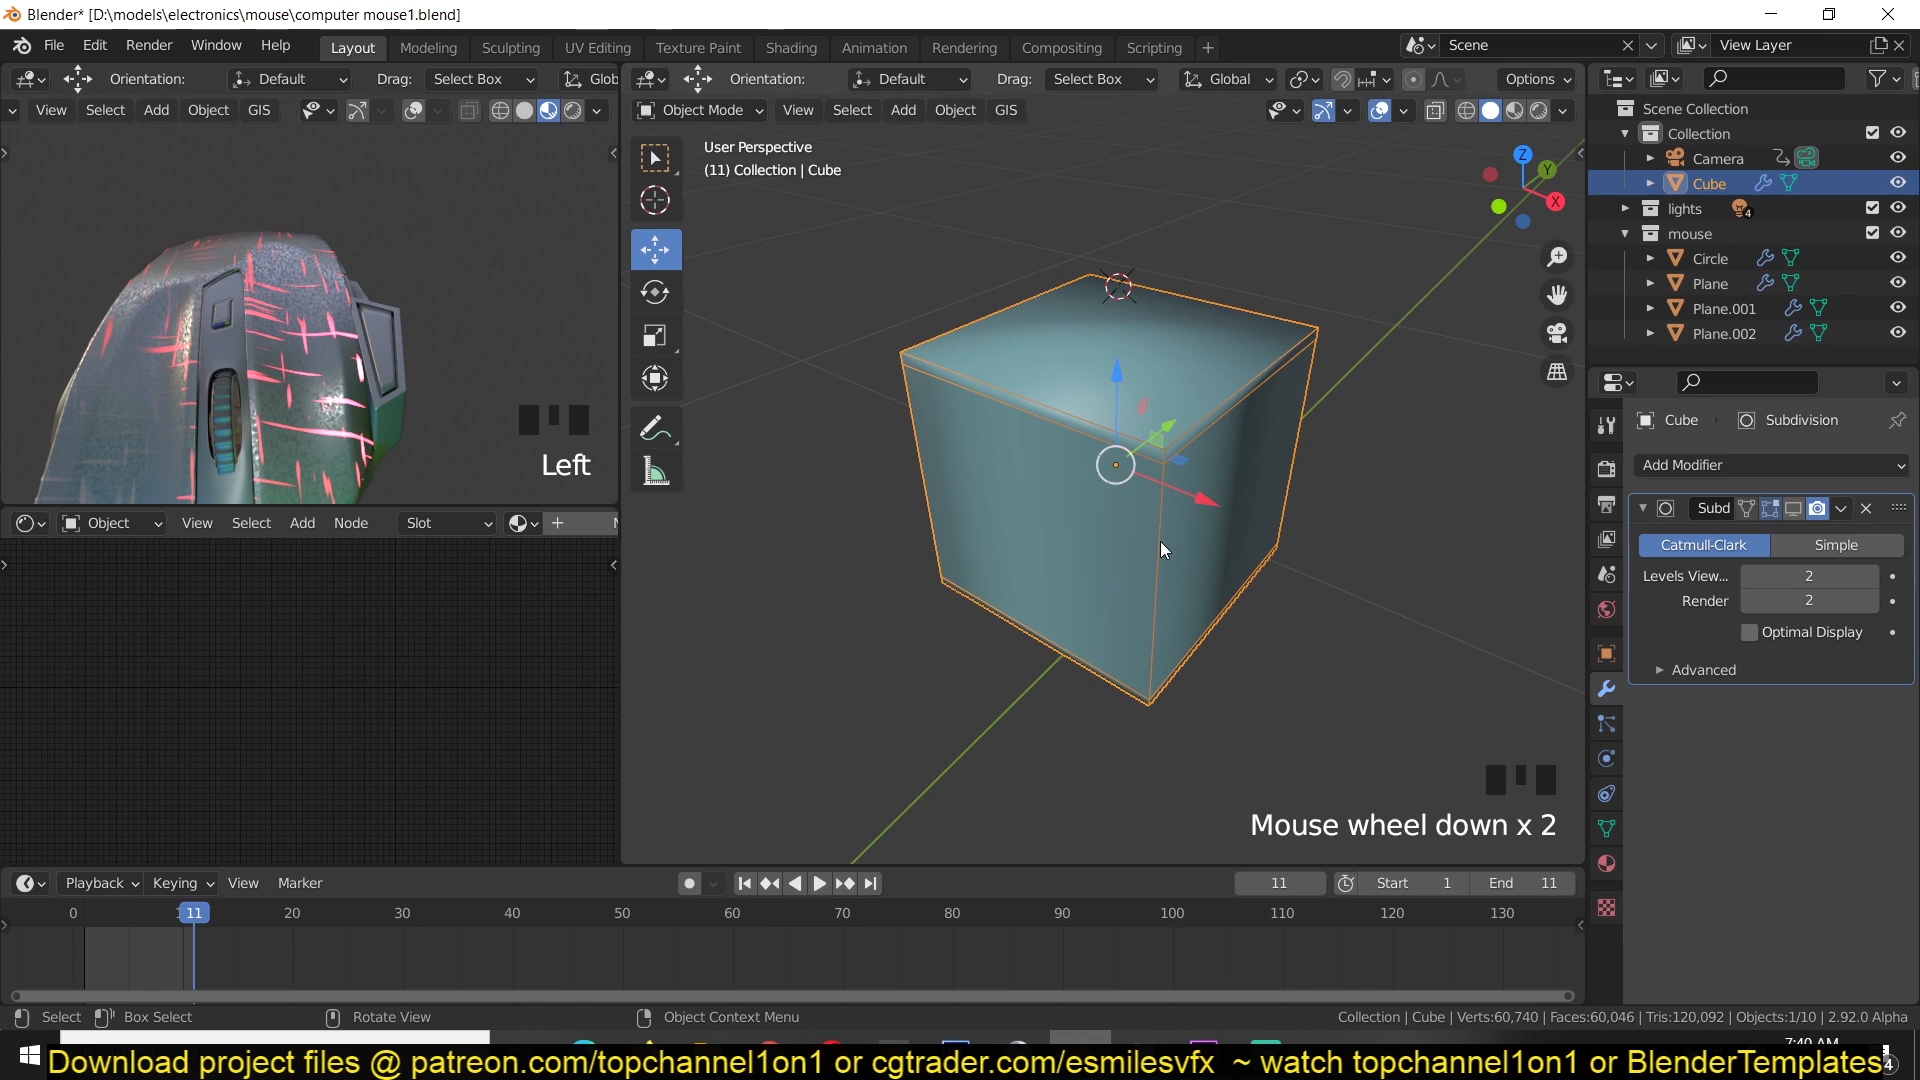 Blender* [D:\models\electronics\mouse\computer mouse1.blend]
File Edit Render Window Help Layout Modeling Sculpting UV Editing Texture Paint Shading Animation Rendering Compositing Scripting + Scene View Layer
Orientation: Default Drag: Select Box Glob Orientation: Default Drag: Select Box Global Options
View Select Add Object GIS Object Mode View Select Add Object GIS
Scene Collection
Collection
Camera
Cube
lights 4
mouse
Circle
Plane
Plane.001
Plane.002
User Perspective
(11) Collection | Cube
Z
Y
X
Left
Cube Subdivision
Add Modifier
Subd
Catmull-Clark Simple
Levels View... 2
Render 2
Optimal Display
Advanced
Object View Select Add Node Slot +
Mouse wheel down x 2
Playback Keying View Marker 11 Start 1 End 11
0 11 20 30 40 50 60 70 80 90 100 110 120 130
Select Box Select Rotate View Object Context Menu Collection | Cube | Verts:60,740 | Faces:60,046 | Tris:120,092 | Objects:1/10 | 2.92.0 Alpha
7:40 AM
Download project files @ patreon.com/topchannel1on1 or cgtrader.com/esmilesvfx ~ watch topchannel1on1 or BlenderTemplates
4